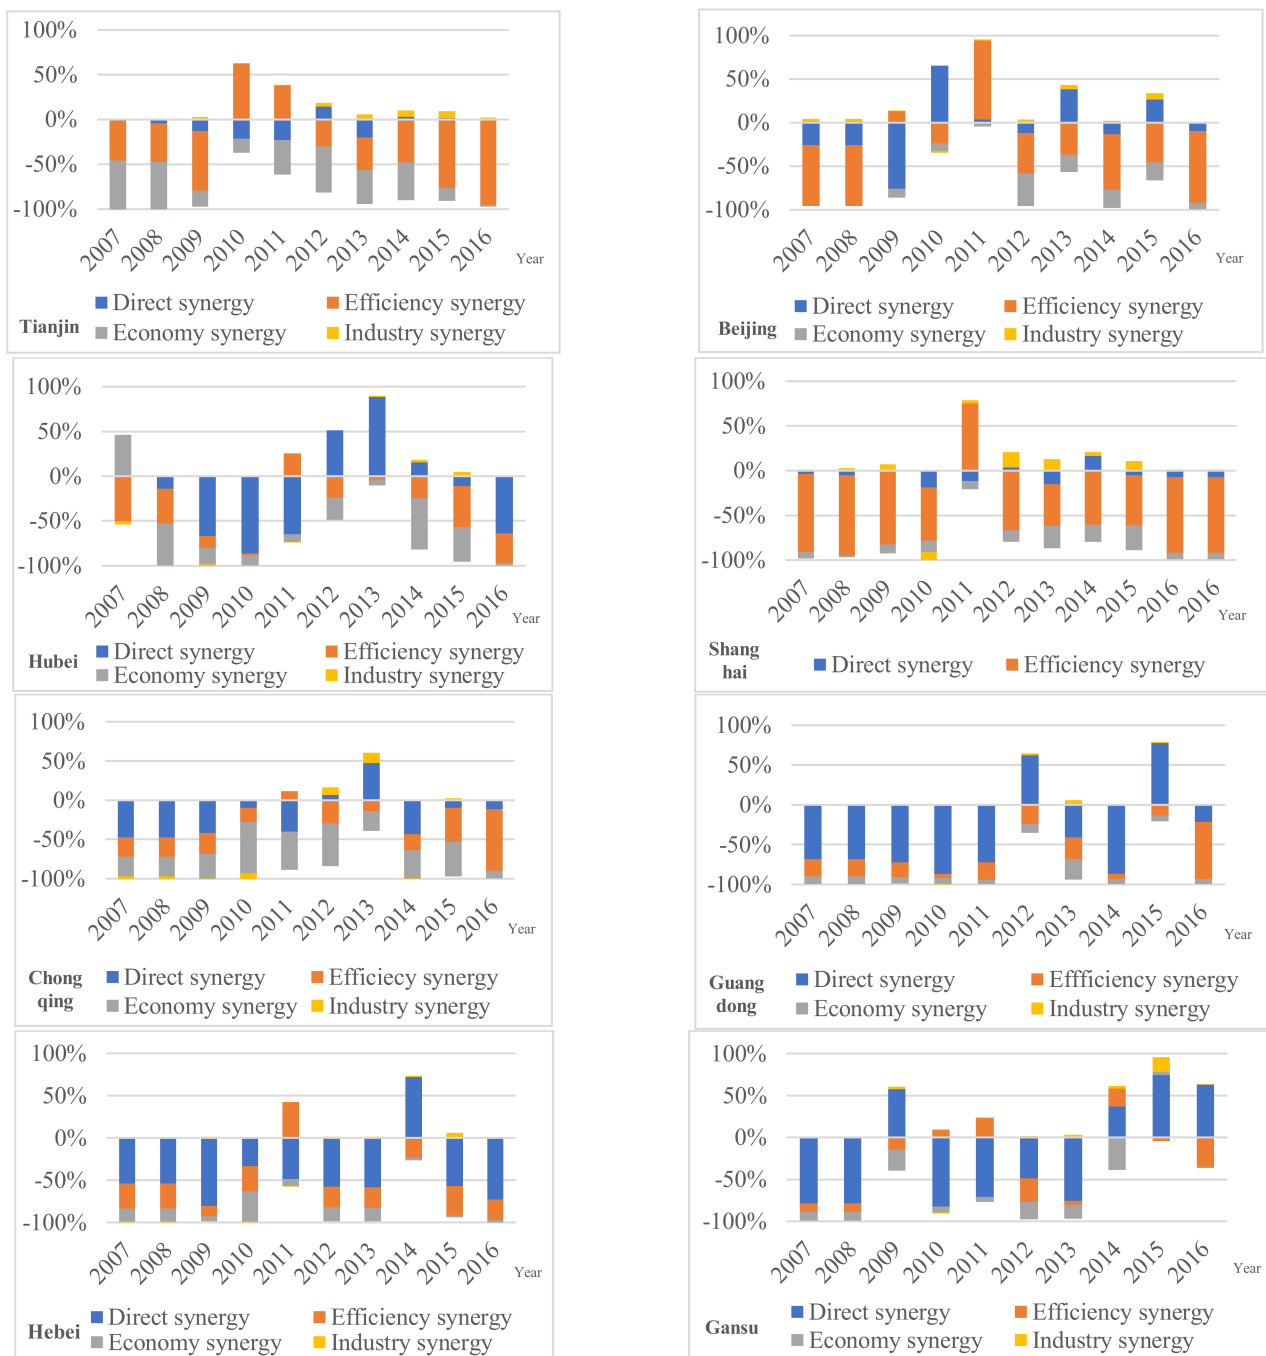 100%
50%
0%
-50%
-100%
2007 2008 2009 2010 2011 2012 2013 2014 2015 2016
Year
Direct synergy Efficiency synergy
Tianjin
Economy synergy Industry synergy
100%
50%
0%
-50%
-100%
2007 2008 2009 2010 2011 2012 2013 2014 2015 2016
Year
Direct synergy Efficiency synergy
Beijing
Economy synergy Industry synergy
100%
50%
0%
-50%
-100%
2007 2008 2009 2010 2011 2012 2013 2014 2015 2016
Year
Direct synergy Efficiency synergy
Hubei
Economy synergy Industry synergy
100%
50%
0%
-50%
-100%
2007 2008 2009 2010 2011 2012 2013 2014 2015 2016 2016
Year
Shang
hai
Direct synergy Efficiency synergy
100%
50%
0%
-50%
-100%
2007 2008 2009 2010 2011 2012 2013 2014 2015 2016
Year
Chong
qing
Direct synergy Efficiecy synergy
Economy synergy Industry synergy
100%
50%
0%
-50%
-100%
2007 2008 2009 2010 2011 2012 2013 2014 2015 2016
Year
Guang
dong
Direct synergy Effficiency synergy
Economy synergy Industry synergy
100%
50%
0%
-50%
-100%
2007 2008 2009 2010 2011 2012 2013 2014 2015 2016
Year
Direct synergy Efficiency synergy
Hebei
Economy synergy Industry synergy
100%
50%
0%
-50%
-100%
2007 2008 2009 2010 2011 2012 2013 2014 2015 2016
Year
Direct synergy Efficiency synergy
Gansu
Economy synergy Industry synergy